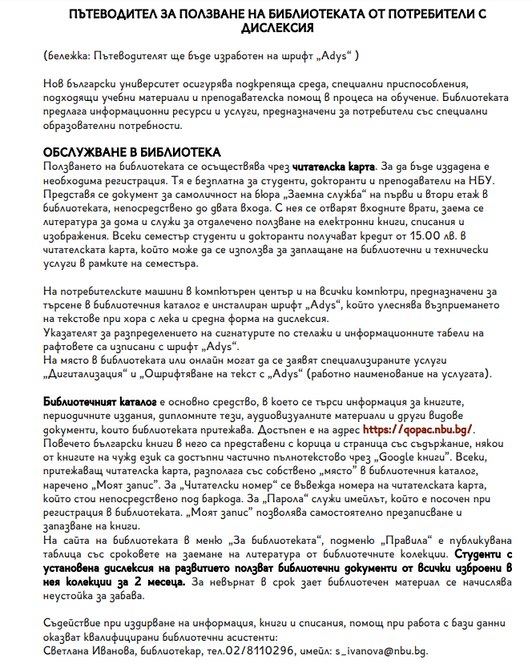 ПЪТЕВОДИТЕЛ ЗА ПОЛЗВАНЕ НА БИБЛИОТЕКАТА ОТ ПОТРЕБИТЕЛИ С
ДИСЛЕКСИЯ
(бележка: Пътеводителят ще бъде изработен на шрифт „Adys“ )
Нов български университет осигурява подкрепяща среда, специални приспособления,
подходящи учебни материали и преподавателска помощ в процеса на обучение. Библиотеката
предлага информационни ресурси и услуги, предназначени за потребители със специални
образователни потребности.
ОБСЛУЖВАНЕ В БИБЛИОТЕКА
Ползването на библиотеката се осъществява чрез читателска карта. За да бъде издадена е
необходима регистрация. Тя е безплатна за студенти, докторанти и преподаватели на НБУ.
Представя се документ за самоличност на бюра „Заемна служба“ на първи и втори етаж в
библиотеката, непосредствено до двата входа. С нея се отварят входните врати, заема се
литература за дома и служи за отдалечено ползване на електронни книги, списания и
изображения. Всеки семестър студенти и докторанти получават кредит от 15.00 лв. в
читателската карта, който може да се използва за заплащане на библиотечни и технически
услуги в рамките на семестъра.
На потребителските машини в компютърен център и на всички компютри, предназначени за
търсене в библиотечния каталог е инсталиран шрифт „Adys“, който улеснява възприемането
на текстове при хора с лека и средна форма на дислексия.
Указателят за разпределението на сигнатурите по стелажи и информационните табели на
рафтовете са изписани с шрифт „Adys“.
На място в библиотеката или онлайн могат да се заявят специализираните услуги
„Дигитализация“ и „Ошрифтяване на текст с „Adys“ (работно наименование на услугата).
Библиотечният каталог е основно средство, в което се търси информация за книгите,
периодичните издания, дипломните тези, аудиовизуалните материали и други видове
документи, които библиотеката притежава. Достъпен е на адрес https://qopac.nbu.bg/.
Повечето български книги в него са представени с корица и страница със съдържание, някои
от книгите на чужд език са достъпни частично пълнотекстово чрез „Google книги“. Всеки,
притежаващ читателска карта, разполага със собствено „място“ в библиотечния каталог,
наречено „Моят запис“. За „Читателски номер“ се въвежда номера на читателската карта,
който стои непосредствено под баркода. За „Парола“ служи имейлът, който е посочен при
регистрация в библиотеката. „Моят запис“ позволява самостоятелно презаписване и
запазване на книги.
На сайта на библиотеката в меню „За библиотеката“, подменю „Правила“ е публикувана
таблица със сроковете на заемане на литература от библиотечните колекции. Студенти с
установена дислексия на развитието ползват библиотечни документи от всички изброени в
нея колекции за 2 месеца. За невърнат в срок зает библиотечен материал се начислява
неустойка за забава.
Съдействие при издирване на информация, книги и списания, помощ при работа с бази данни
оказват квалифицирани библиотечни асистенти:
Светлана Иванова, библиотекар, тел.02/8110296, имейл: s_ivanova@nbu.bg.